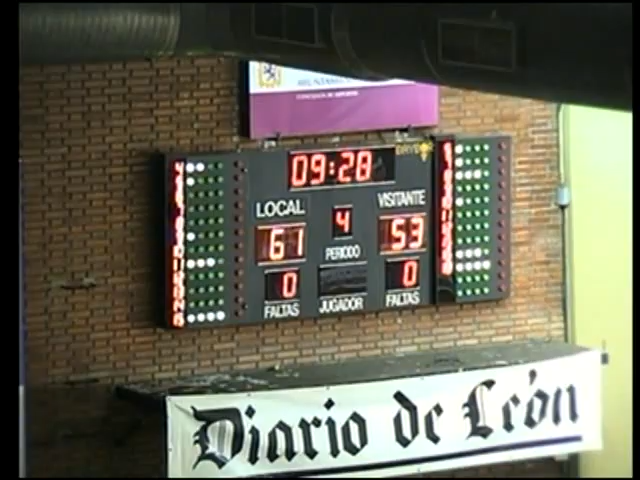 09:28
LOCAL
VISITANTE
61
4
53
PERIODO
0
0
FALTAS
JUGADOR
FALTAS
Diario de León